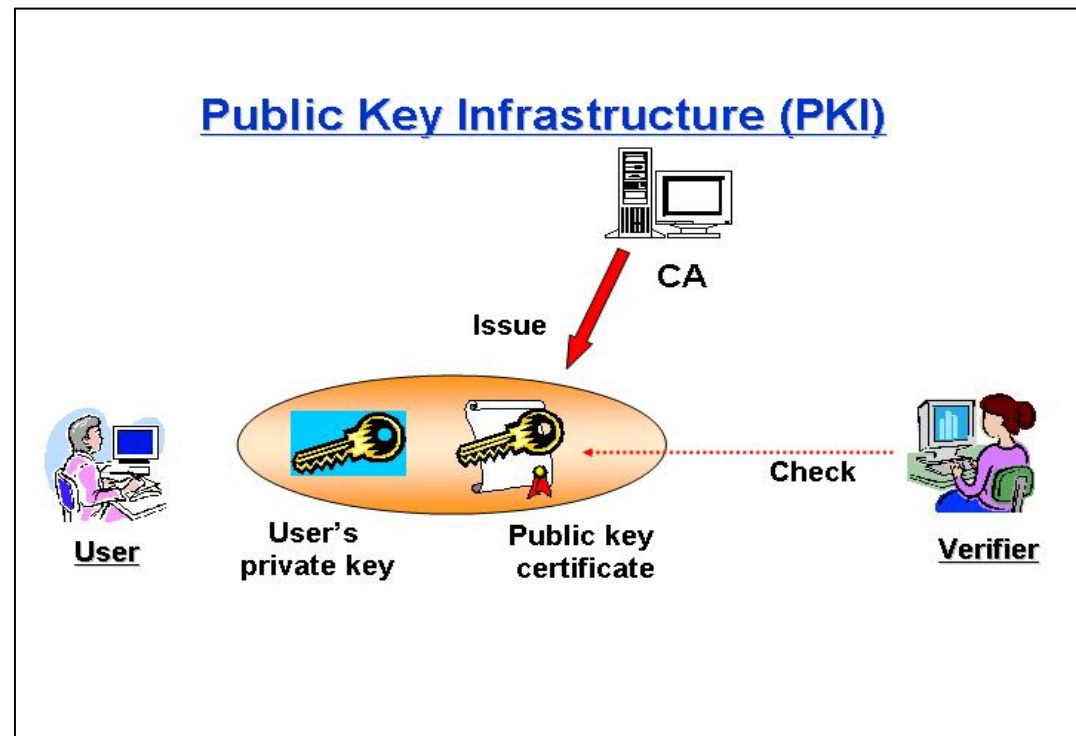 Public Key Infrastructure (PKI)
CA
Issue
Check
User
User's
private key
Public key
certificate
Verifier